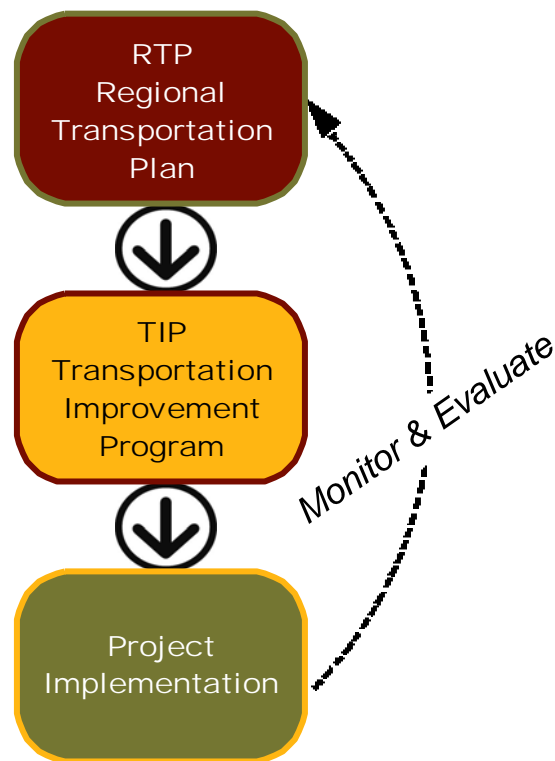 RTP
Regional
Transportation
Plan
TIP
Transportation
Improvement
Program
Monitor & Evaluate
Project
Implementation